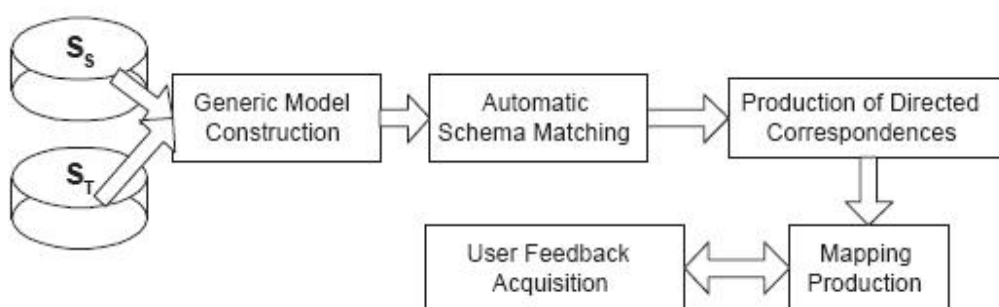 S_S
Generic Model
Construction
Automatic
Schema Matching
Production of Directed
Correspondences
S_T
User Feedback
Acquisition
Mapping
Production